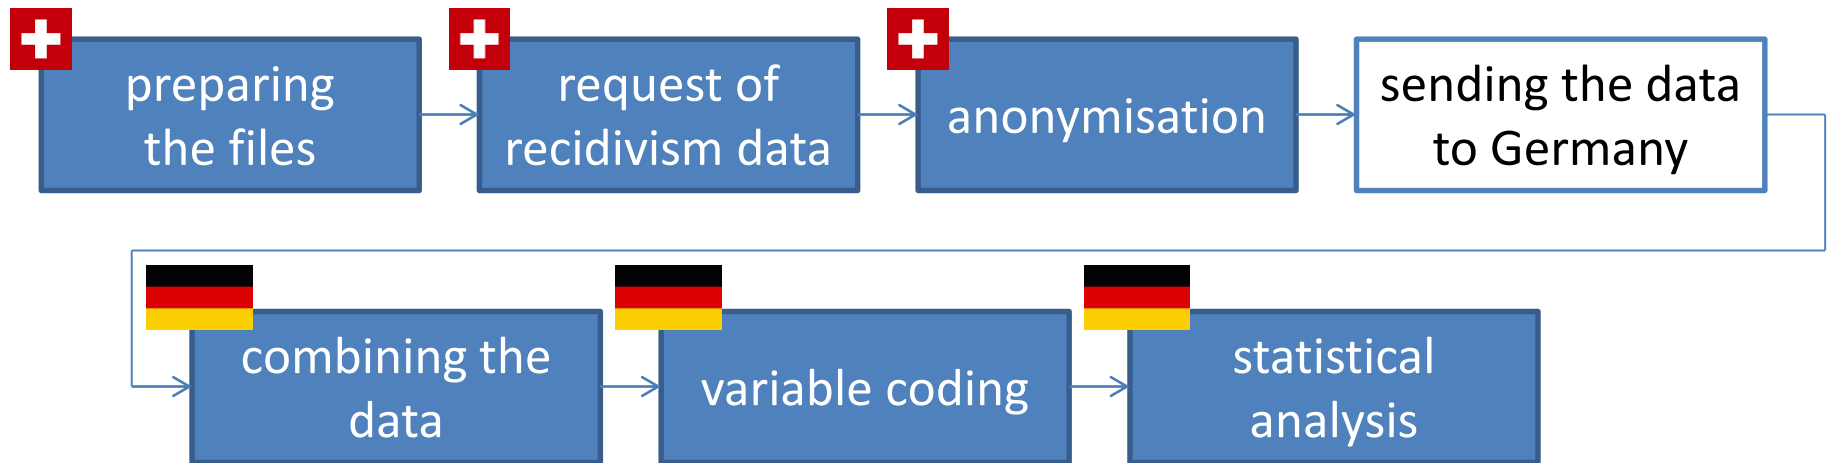 preparing
the files
request of
recidivism data
anonymisation
sending the data
to Germany
combining the
data
variable coding
statistical
analysis